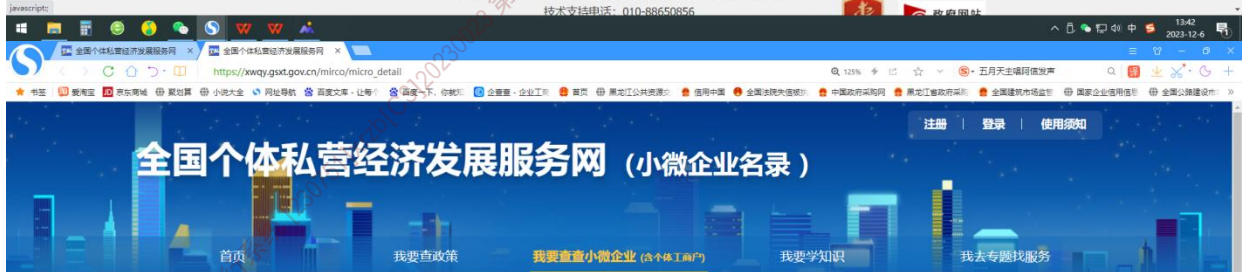 javascript:;
技术支持电话：010-88650856
政府网站
中
13:42
2023-12-6
全国个体私营经济发展服务网
全国个体私营经济发展服务网
https://xwqy.gsxt.gov.cn/mirco/micro_detail
125%
五月天主唱阿信发声
书签
爱淘宝
京东商城
聚划算
小说大全
网址导航
百度文库 - 让每个
百度一下，你就知
企查查 - 企业工商
首页
黑龙江公共资源交
信用中国
全国法院失信被执
中国政府采购网
黑龙江省政府采购
全国建筑市场监管
国家企业信用信息
全国公路建设市
注册 | 登录 | 使用须知
全国个体私营经济发展服务网（小微企业名录）
首页
我要查政策
我要查查小微企业 (含个体工商户)
我要学知识
我去专题找服务